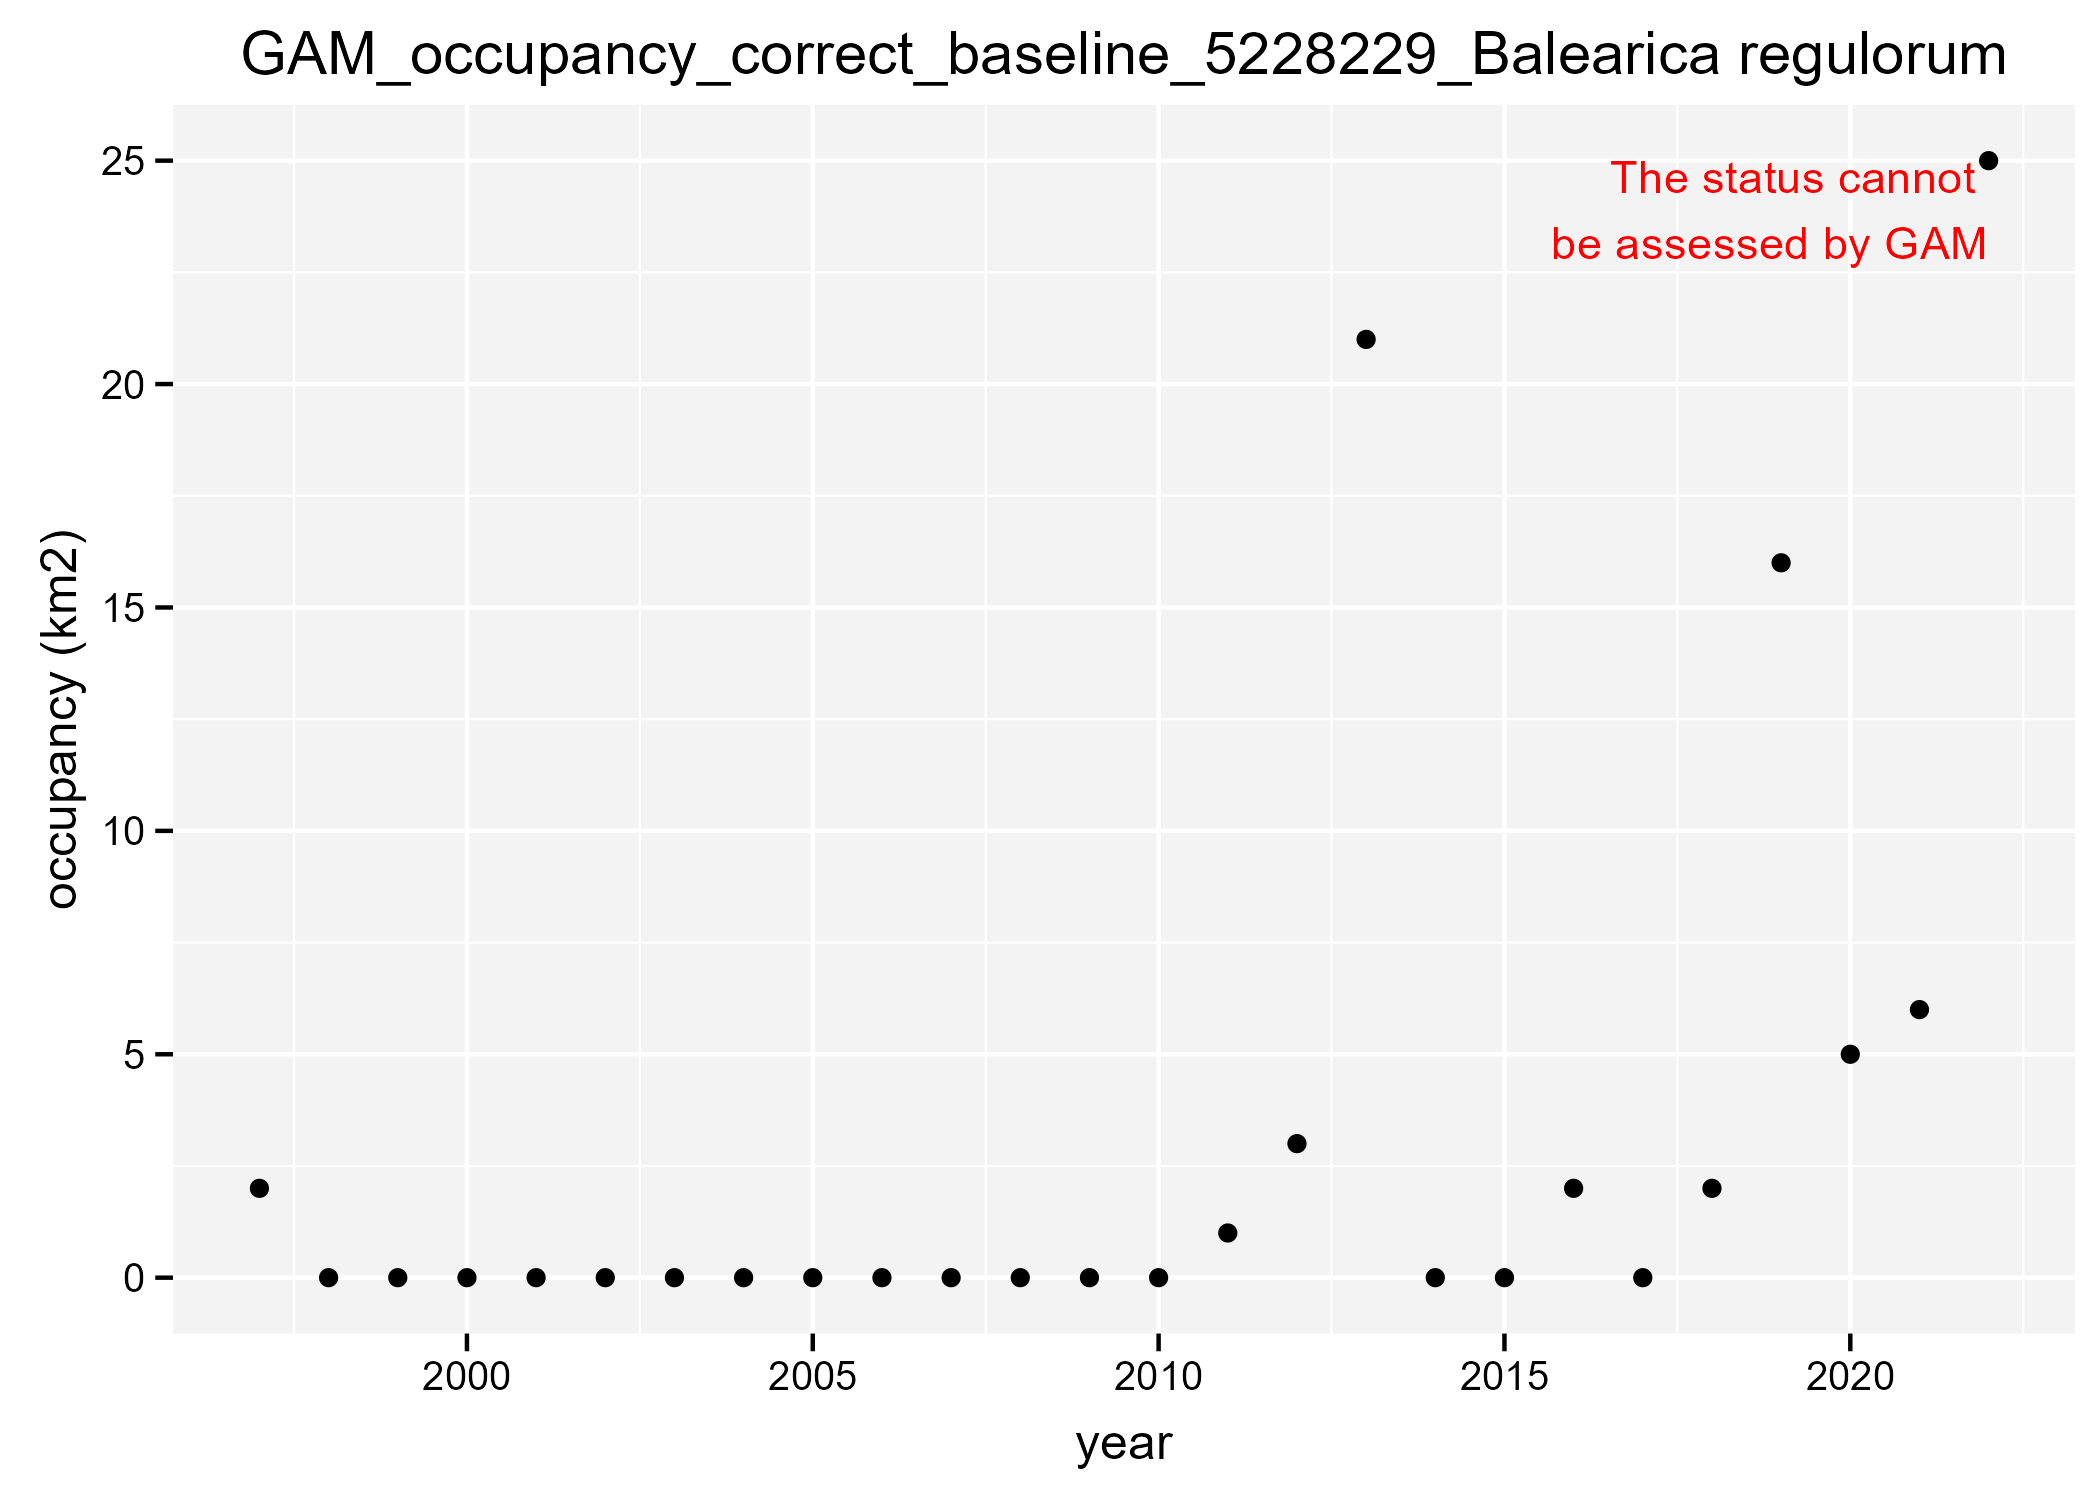 GAM_occupancy_correct_baseline_5228229_Balearica regulorum
The status cannot
be assessed by GAM
25
20
15
10
5
0
occupancy (km2)
2000 2005 2010 2015 2020
year